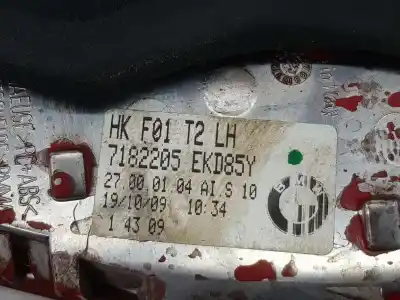 HK F01 T2 LH
7182205 EKD85Y
27 00 01 04 AI S 10
19/10/09 10:34
1 43 09
BMW